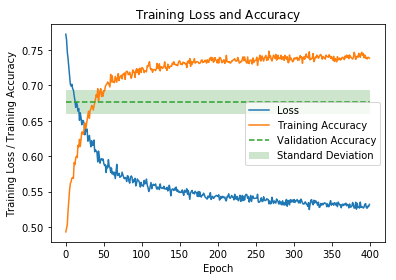 Training Loss and Accuracy
Training Loss / Training Accuracy
0.75
0.70
0.65
0.60
0.55
0.50
Loss
Training Accuracy
Validation Accuracy
Standard Deviation
0 50 100 150 200 250 300 350 400
Epoch